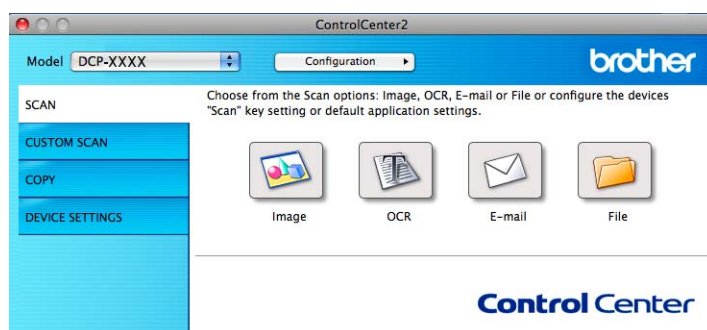 ControlCenter2
Model DCP-XXXX Configuration
brother
SCAN
CUSTOM SCAN
COPY
DEVICE SETTINGS
Choose from the Scan options: Image, OCR, E-mail or File or configure the devices
"Scan" key setting or default application settings.
T
Image OCR E-mail File
Control Center